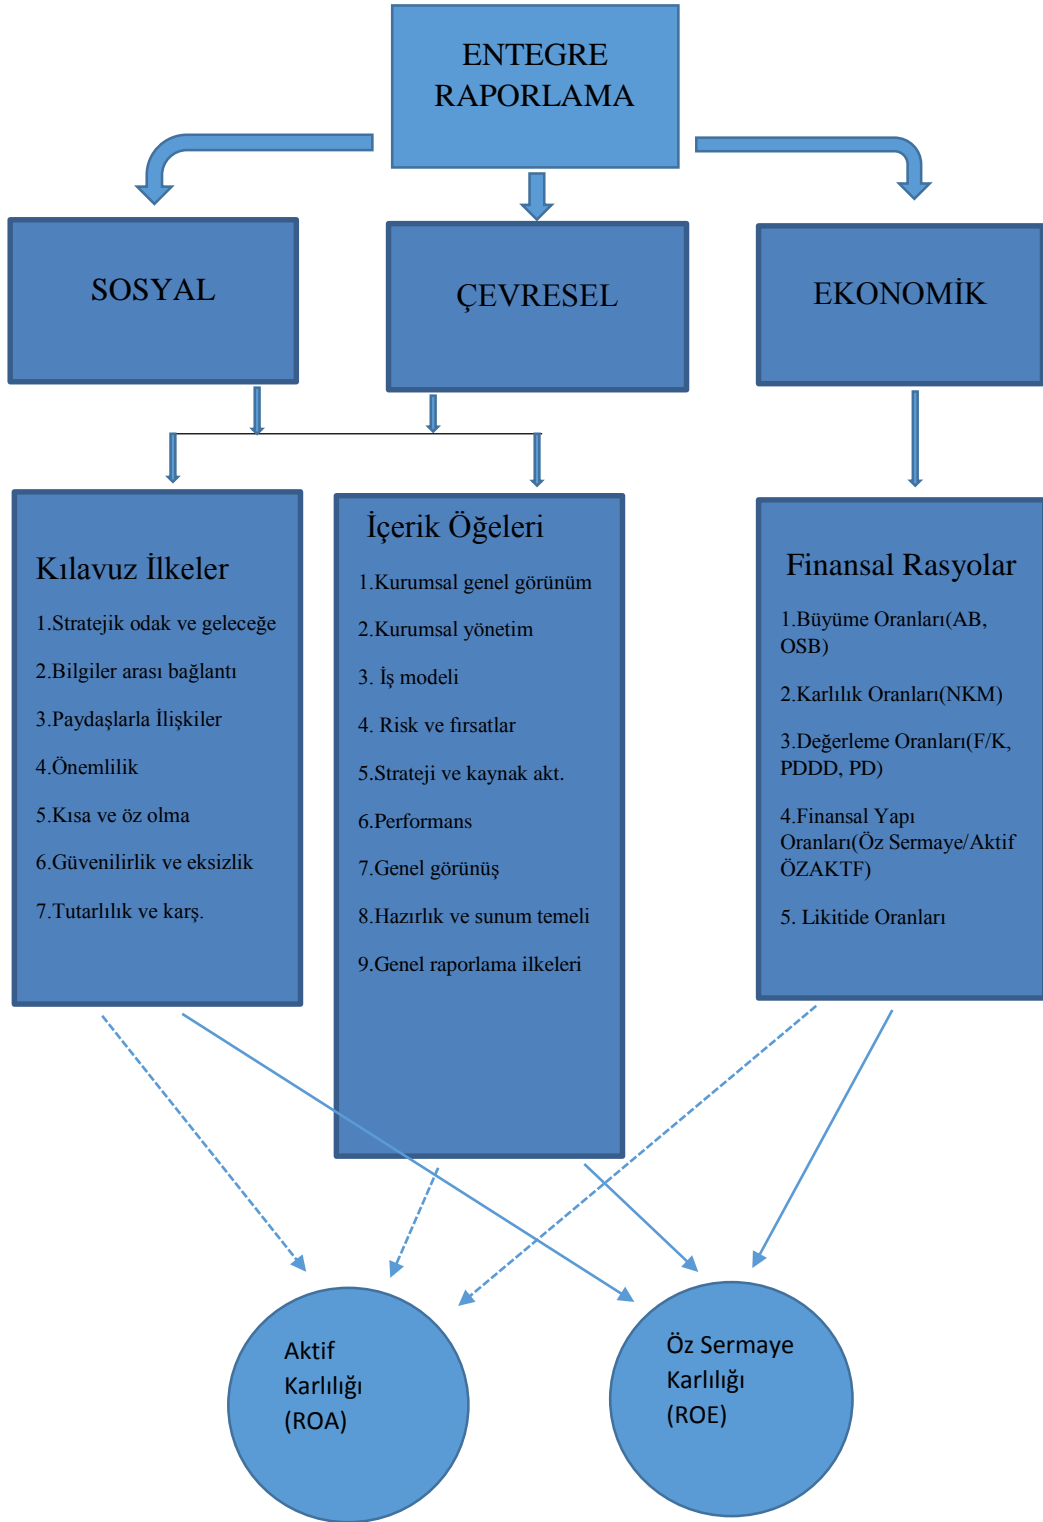 ENTEGRE
RAPORLAMA
SOSYAL
ÇEVRESEL
EKONOMİK
Kılavuz İlkeler
1.Stratejik odak ve geleceğe
2.Bilgiler arası bağlantı
3.Paydaşlarla İlişkiler
4.Önemlilik
5.Kısa ve öz olma
6.Güvenilirlik ve eksizlik
7.Tutarlılık ve karş.
İçerik Öğeleri
1.Kurumsal genel görünüm
2.Kurumsal yönetim
3. İş modeli
4. Risk ve fırsatlar
5.Strateji ve kaynak akt.
6.Performans
7.Genel görünüş
8.Hazırlık ve sunum temeli
9.Genel raporlama ilkeleri
Finansal Rasyolar
1.Büyüme Oranları(AB,
OSB)
2.Karlılık Oranları(NKM)
3.Değerleme Oranları(F/K,
PDDD, PD)
4.Finansal Yapı
Oranları(Öz Sermaye/Aktif
ÖZAKTF)
5. Likitide Oranları
Aktif
Karlılığı
(ROA)
Öz Sermaye
Karlılığı
(ROE)